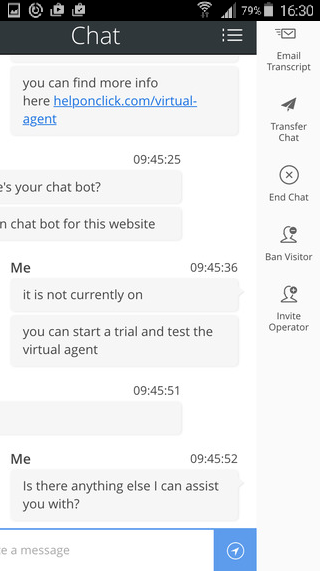 79% 16:30
Chat
you can find more info
here helponclick.com/virtual-
agent
Email
Transcript
Transfer
Chat
End Chat
Ban Visitor
Invite
Operator
09:45:25
e's your chat bot?
n chat bot for this website
Me 09:45:36
it is not currently on
you can start a trial and test the
virtual agent
09:45:51
Me 09:45:52
Is there anything else I can assist
you with?
e a message